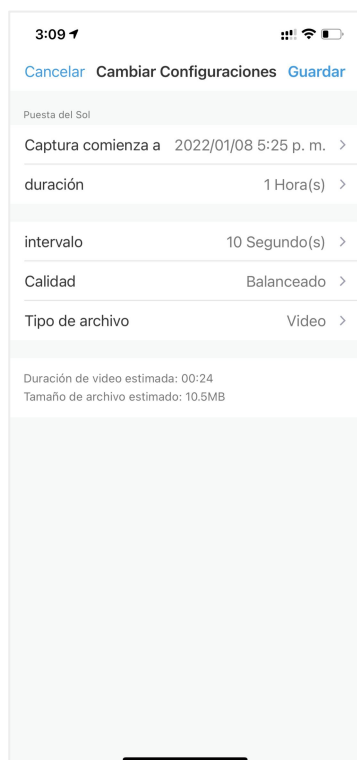 3:09
Cancelar Cambiar Configuraciones Guardar
Puesta del Sol
Captura comienza a 2022/01/08 5:25 p. m.
duración 1 Hora(s)
intervalo 10 Segundo(s)
Calidad Balanceado
Tipo de archivo Video
Duración de video estimada: 00:24
Tamaño de archivo estimado: 10.5MB